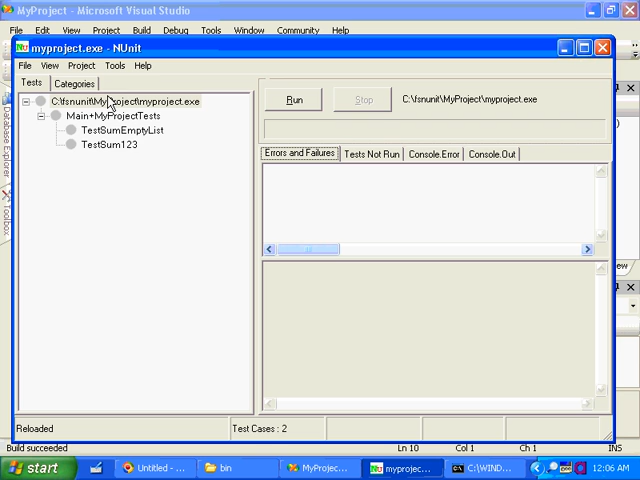 MyProject - Microsoft Visual Studio
File Edit View Project Build Debug Tools Window Community Help
myproject.exe - NUnit
File View Project Tools Help
Tests Categories
C:\fsnunit\MyProject\myproject.exe
Main+MyProjectTests
TestSumEmptyList
TestSum123
Run Stop C:\fsnunit\MyProject\myproject.exe
Errors and Failures Tests Not Run Console.Error Console.Out
Database Explorer
Toolbox
Reloaded Test Cases : 2
Build succeeded Ln 10 Col 1 Ch 1 INS
start Untitled - ... bin MyProjec... myprojec... C:\WIND... 12:06 AM